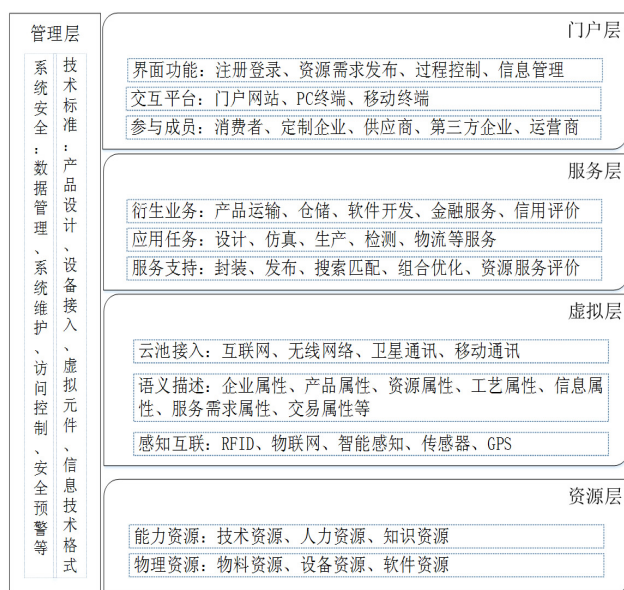 管理层
系统安全：数据管理、系统维护、访问控制、安全预警等
技术标准：产品设计、设备接入、虚拟元件、信息技术格式
门户层
界面功能：注册登录、资源需求发布、过程控制、信息管理
交互平台：门户网站、PC终端、移动终端
参与成员：消费者、定制企业、供应商、第三方企业、运营商
服务层
衍生业务：产品运输、仓储、软件开发、金融服务、信用评价
应用任务：设计、仿真、生产、检测、物流等服务
服务支持：封装、发布、搜索匹配、组合优化、资源服务评价
虚拟层
云池接入：互联网、无线网络、卫星通讯、移动通讯
语义描述：企业属性、产品属性、资源属性、工艺属性、信息属
性、服务需求属性、交易属性等
感知互联：RFID、物联网、智能感知、传感器、GPS
资源层
能力资源：技术资源、人力资源、知识资源
物理资源：物料资源、设备资源、软件资源